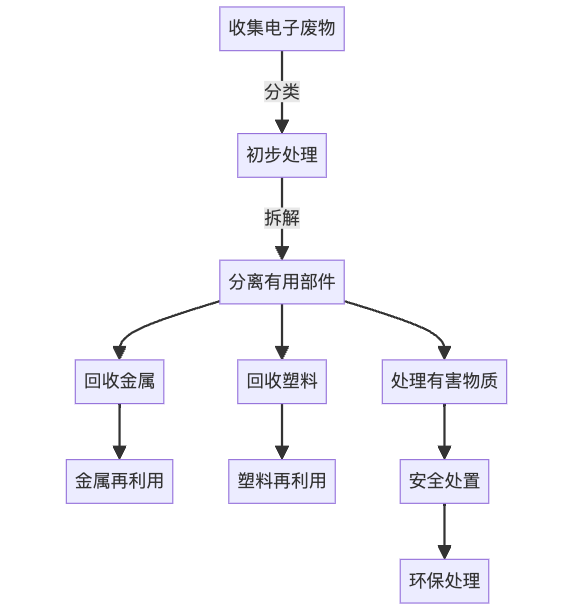 收集电子废物
分类
初步处理
拆解
分离有用部件
回收金属
回收塑料
处理有害物质
金属再利用
塑料再利用
安全处置
环保处理